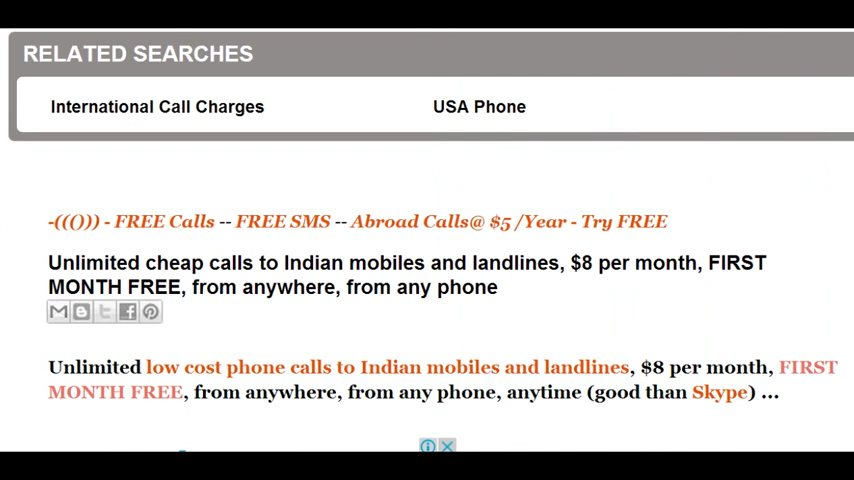 RELATED SEARCHES
International Call Charges USA Phone
-((())) - FREE Calls -- FREE SMS -- Abroad Calls@ $5 /Year - Try FREE
Unlimited cheap calls to Indian mobiles and landlines, $8 per month, FIRST
MONTH FREE, from anywhere, from any phone
Unlimited low cost phone calls to Indian mobiles and landlines, $8 per month, FIRST
MONTH FREE, from anywhere, from any phone, anytime (good than Skype) ...